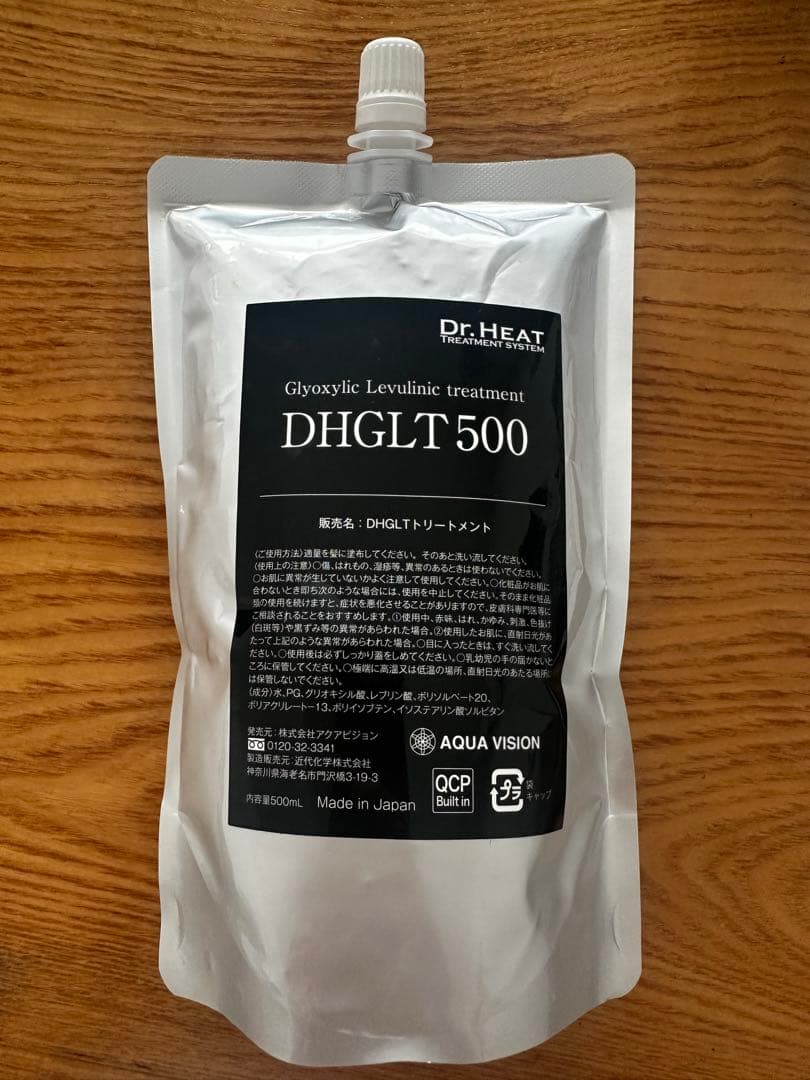 Dr. HEAT
TREATMENT SYSTEM
Glyoxylic Levulinic treatment
DHGLT 500
販売名：DHGLTトリートメント
〈ご使用方法〉適量を髪に塗布してください。そのあと洗い流してください。
〈使用上の注意〉○傷、はれもの、湿疹等、異常のあるときは使わないでください。
○お肌に異常が生じていないかよく注意して使用してください。○化粧品がお肌に
合わないとき即ち次のような場合には、使用を中止してください。そのまま化粧品
類の使用を続けますと、症状を悪化させることがありますので、皮膚科専門医等に
ご相談されることをおすすめします。①使用中、赤味、はれ、かゆみ、刺激、色抜け
(白斑等)や黒ずみ等の異常があらわれた場合。②使用したお肌に、直射日光があ
たって上記のような異常があらわれた場合。○目に入ったときは、すぐ洗い流してく
ださい。○使用後は必ずしっかり蓋をしめてください。○乳幼児の手の届かないと
ころに保管してください。○極端に高温又は低温の場所、直射日光のあたる場所に
は保管しないでください。
〈成分〉水、PG、グリオキシル酸、レブリン酸、ポリソルベート20、
ポリアクリレートー13、ポリイソブテン、イソステアリン酸ソルビタン
発売元：株式会社アクアビジョン
0120-32-3341
製造販売元：近代化学株式会社
神奈川県海老名市門沢橋3-19-3
AQUA VISION
内容量500mL Made in Japan
QCP
Built in
プラ
袋
キャップ